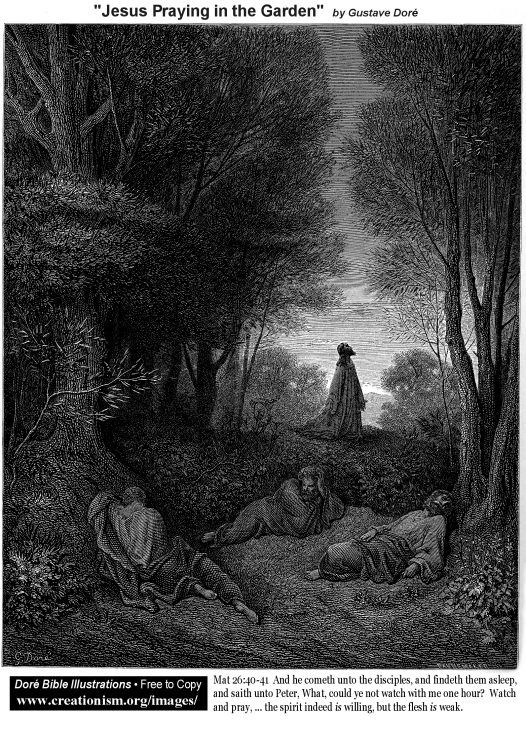 "Jesus Praying in the Garden" by Gustave Doré
G. Doré
Doré Bible Illustrations • Free to Copy
www.creationism.org/images/
Mat 26:40-41 And he cometh unto the disciples, and findeth them asleep,
and saith unto Peter, What, could ye not watch with me one hour? Watch
and pray, ... the spirit indeed is willing, but the flesh is weak.